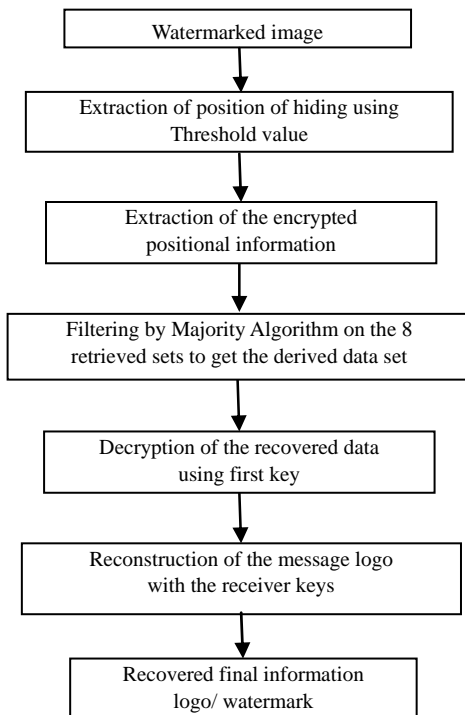 Watermarked image
Extraction of position of hiding using
Threshold value
Extraction of the encrypted
positional information
Filtering by Majority Algorithm on the 8
retrieved sets to get the derived data set
Decryption of the recovered data
using first key
Reconstruction of the message logo
with the receiver keys
Recovered final information
logo/ watermark